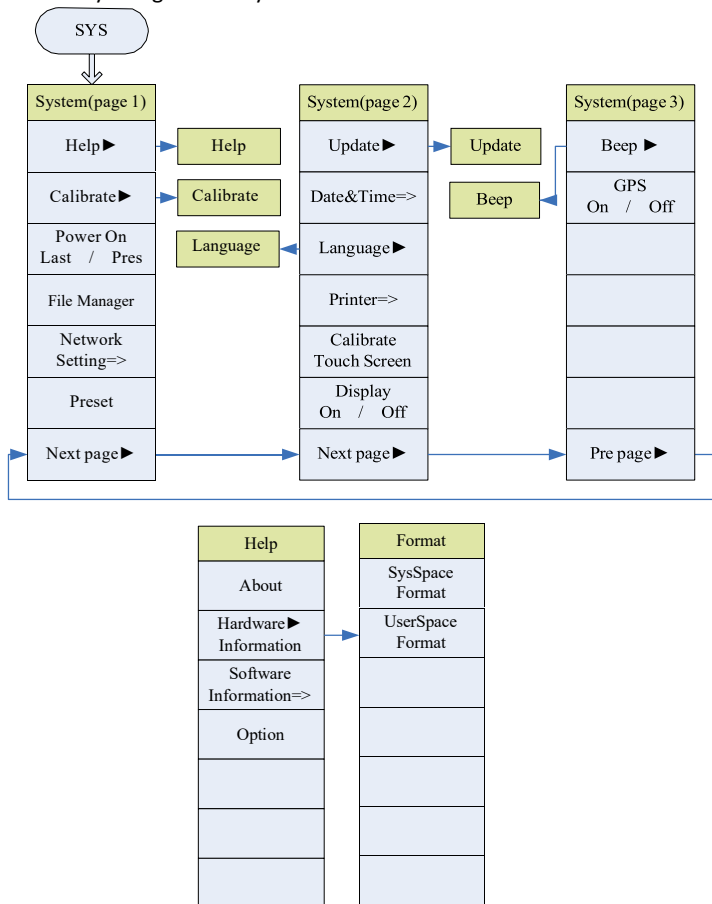 SYS
System(page 1)
Help►
Calibrate►
Power On
Last / Pres
File Manager
Network
Setting=>
Preset
Next page►
Help
Calibrate
Language
System(page 2)
Update►
Date&Time=>
Language►
Printer=>
Calibrate
Touch Screen
Display
On / Off
Next page►
Update
Beep
System(page 3)
Beep ►
GPS
On / Off
Pre page►
Help
About
Hardware►
Information
Software
Information=>
Option
Format
SysSpace
Format
UserSpace
Format